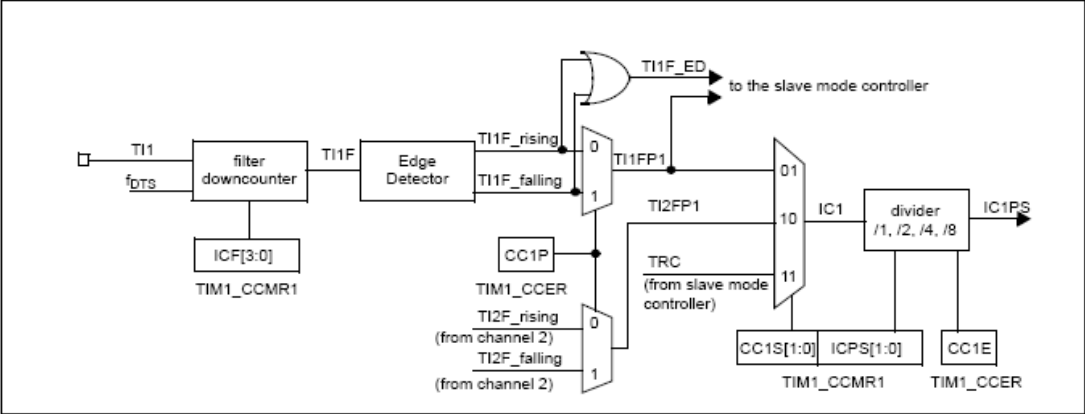 TI1F_ED
to the slave mode controller
TI1
f_DTS
filter
downcounter
TI1F
Edge
Detector
TI1F_rising
TI1F_falling
0
1
TI1FP1
01
10
11
TI2FP1
TRC
(from slave mode
controller)
IC1
divider
/1, /2, /4, /8
IC1PS
ICF[3:0]
TIM1_CCMR1
CC1P
TIM1_CCER
TI2F_rising
(from channel 2)
TI2F_falling
(from channel 2)
0
1
CC1S[1:0]
ICPS[1:0]
TIM1_CCMR1
CC1E
TIM1_CCER